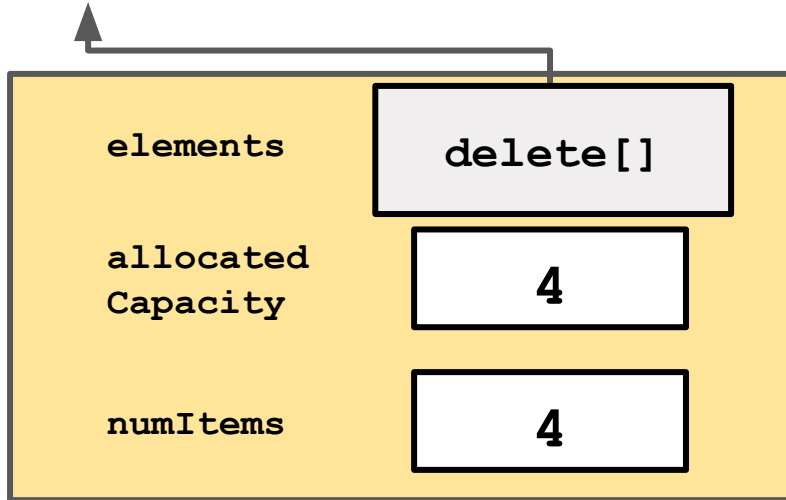 elements
delete[]
allocated
Capacity
4
numItems
4